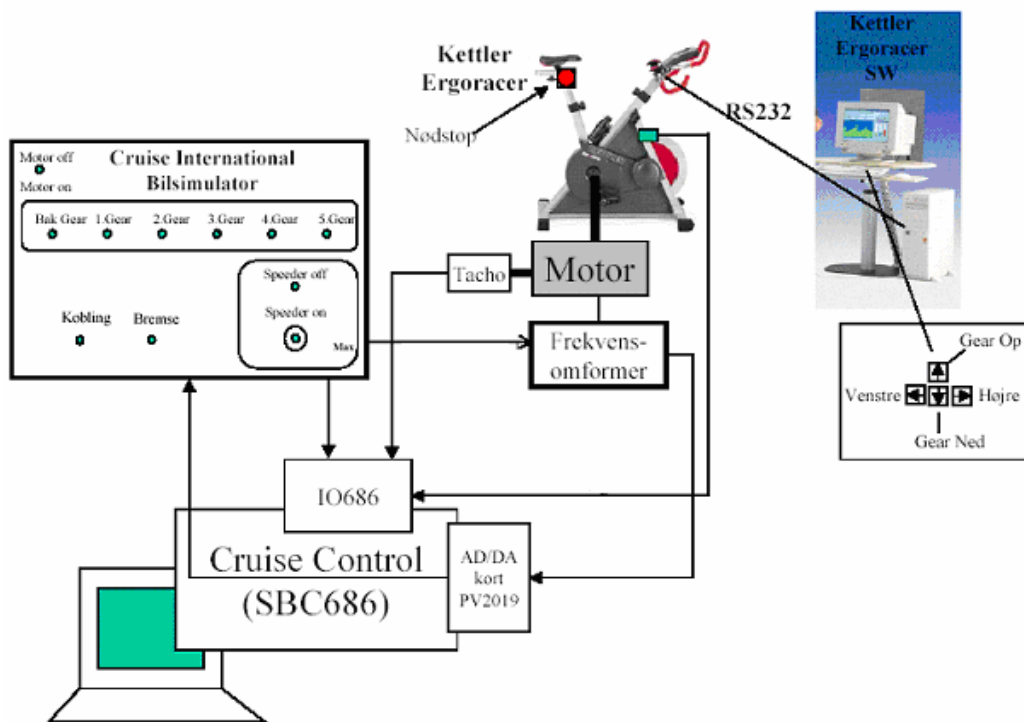 Kettler
Ergoracer
Nødstop
Kettler
Ergoracer
SW
RS232
Motor off
Motor on
Cruise International
Bilsimulator
Bak Gear 1.Gear 2.Gear 3.Gear 4.Gear 5.Gear
Speeder off
Speeder on
Max
Kobling Bremse
Tacho
Motor
Frekvens-
omformer
Gear Op
Venstre Højre
Gear Ned
IO686
Cruise Control
(SBC686)
AD/DA
kort
PV2019